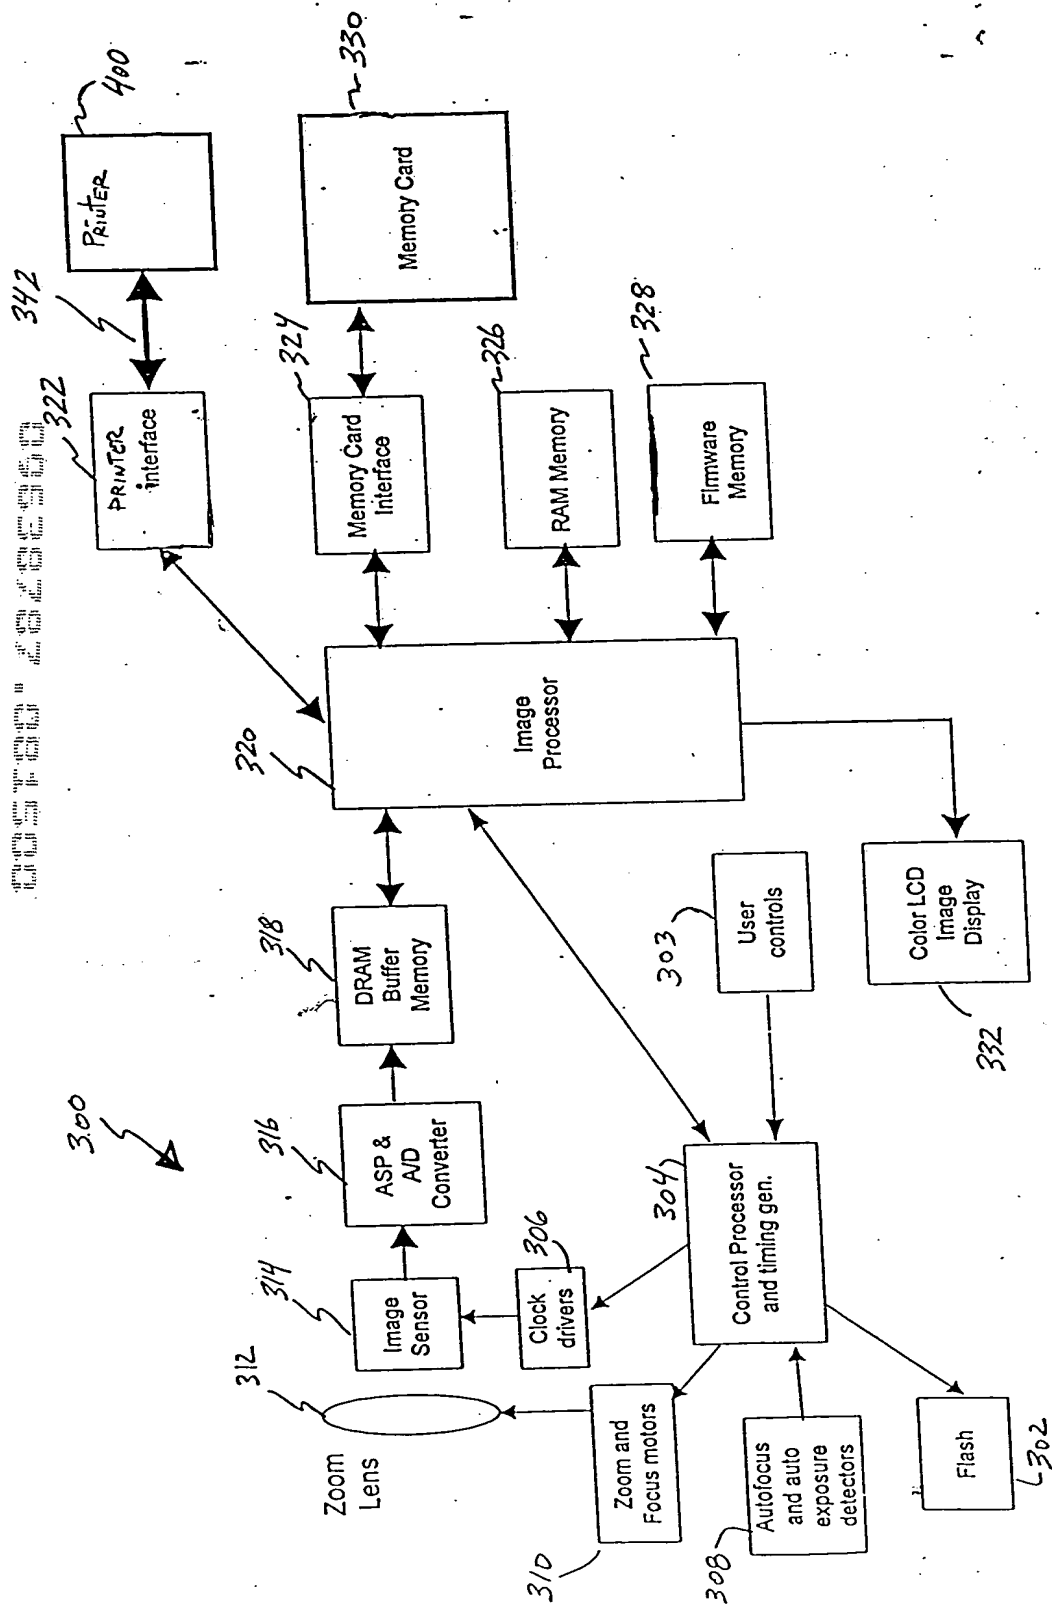 09638787 . 081500
300
312
Zoom
Lens
314
Image
Sensor
316
ASP &
A/D
Converter
318
DRAM
Buffer
Memory
320
Image
Processor
322
PRINTER
interface
342
PRINTER
400
324
Memory Card
Interface
Memory Card
330
326
RAM Memory
328
Firmware
Memory
306
Clock
drivers
304
Control Processor
and timing gen.
303
User
controls
332
Color LCD
Image
Display
310
Zoom and
Focus motors
308
Autofocus
and auto
exposure
detectors
Flash
302